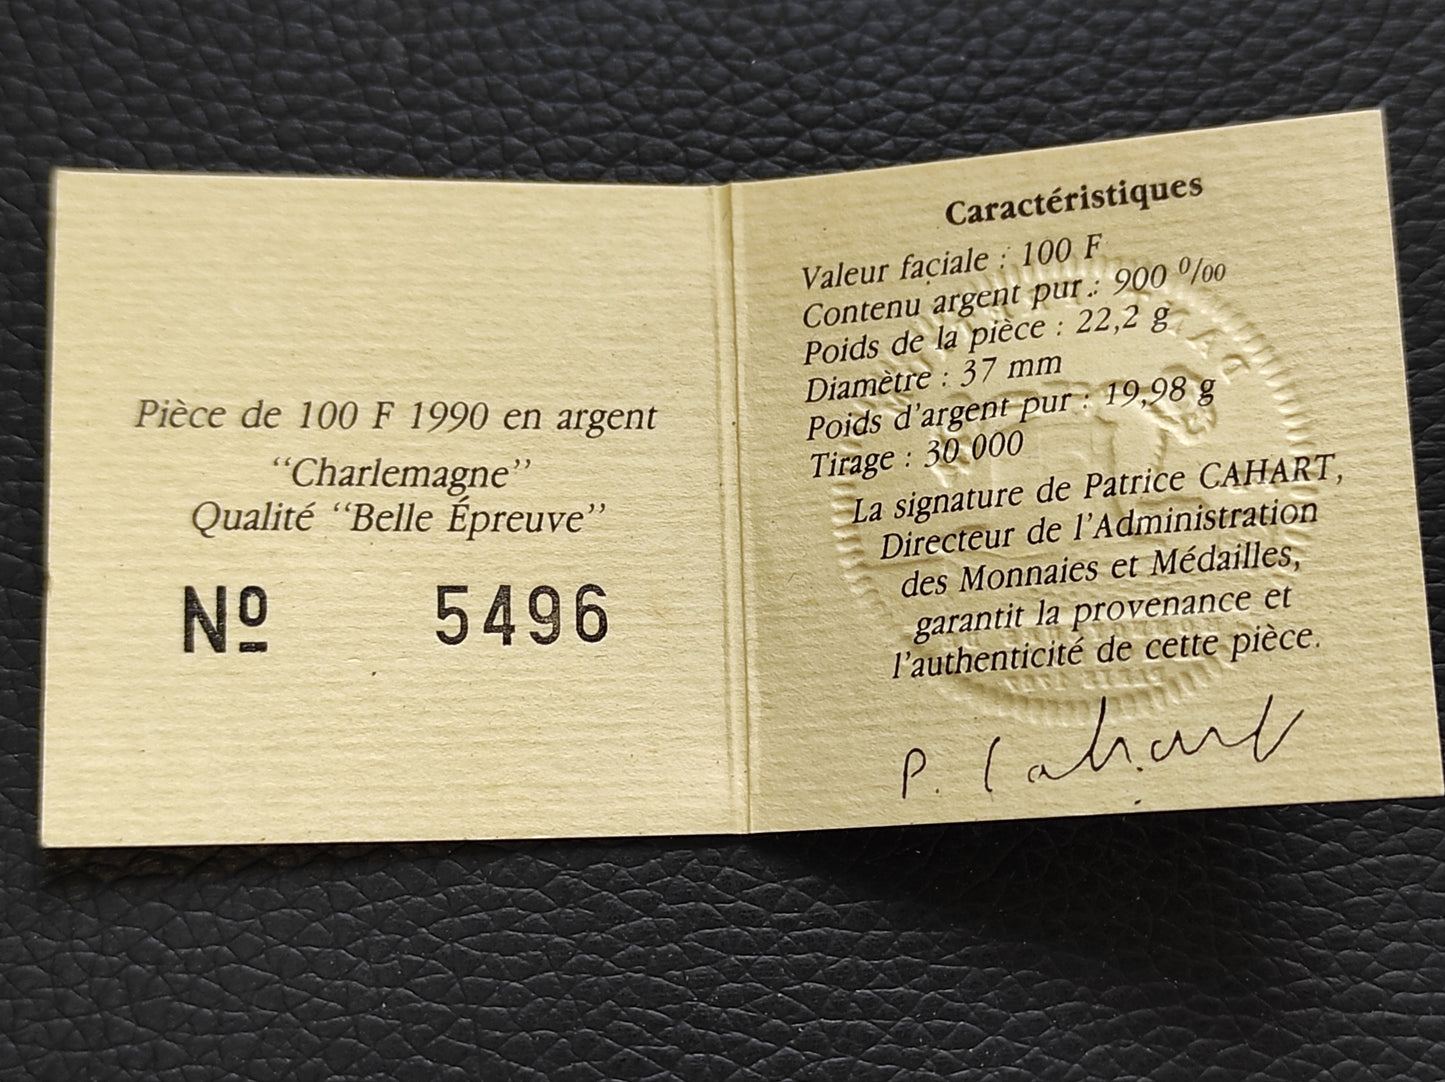 Pièce de 100 F 1990 en argent
‘‘Charlemagne’’
Qualité ‘‘Belle Épreuve’’
Nº 5496
Caractéristiques
Valeur faciale : 100 F
Contenu argent pur : 900 ⁰/₀₀
Poids de la pièce : 22,2 g
Diamètre : 37 mm
Poids d'argent pur : 19,98 g
Tirage : 30 000
La signature de Patrice CAHART,
Directeur de l'Administration
des Monnaies et Médailles,
garantit la provenance et
l'authenticité de cette pièce.
P. Cahart